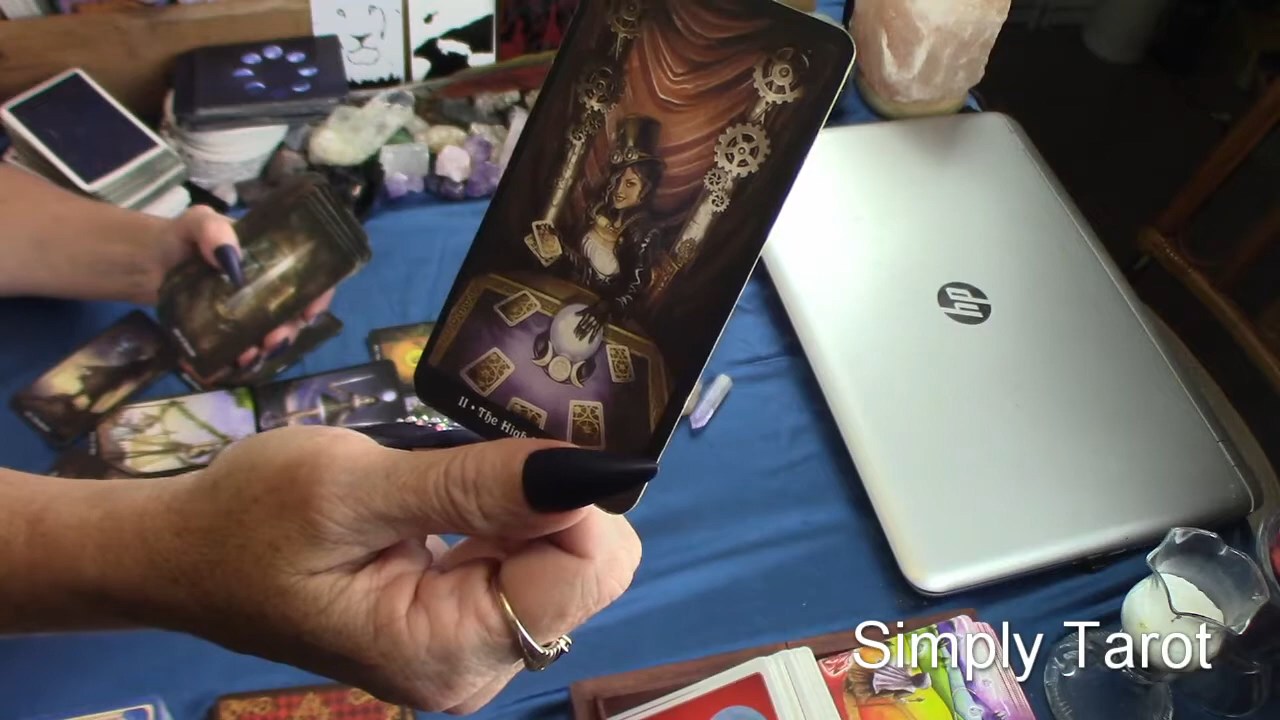 II • The High
hp
Simply Tarot